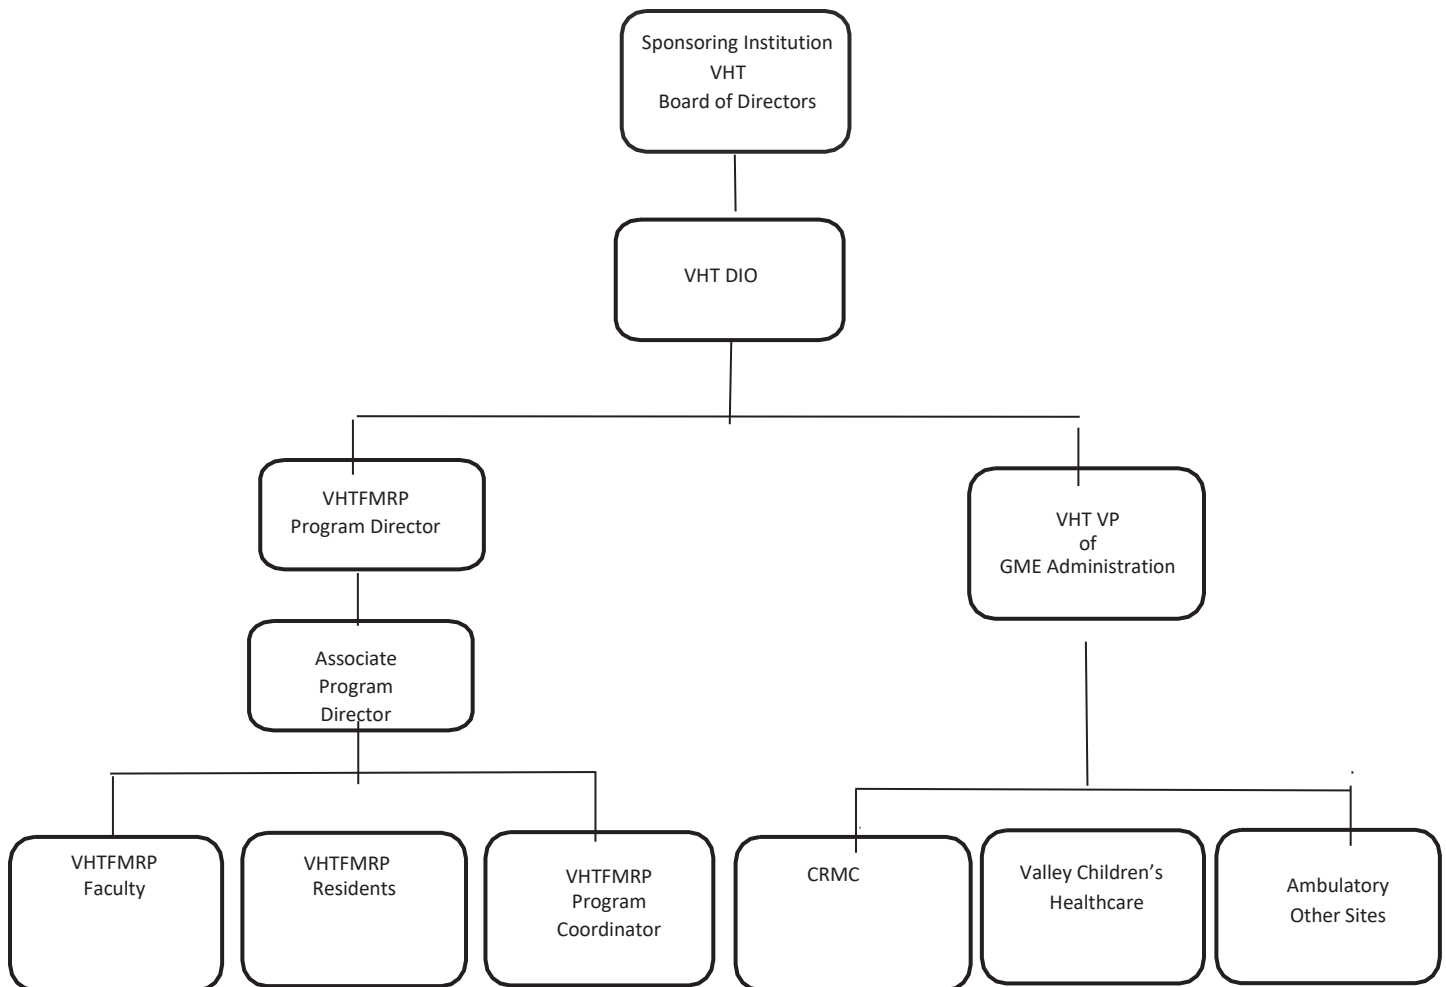 Sponsoring Institution
VHT
Board of Directors
VHT DIO
VHTFMRP
Program Director
VHT VP
of
GME Administration
Associate
Program
Director
VHTFMRP
Faculty
VHTFMRP
Residents
VHTFMRP
Program
Coordinator
CRMC
Valley Children’s
Healthcare
Ambulatory
Other Sites